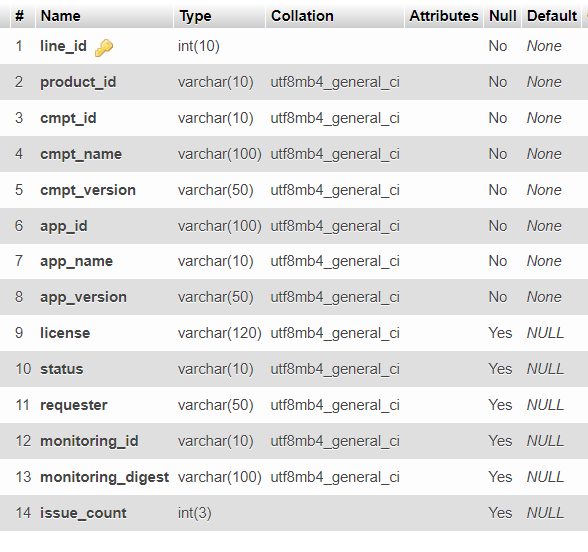 # Name Type Collation Attributes Null Default
1 line_id int(10) No None
2 product_id varchar(10) utf8mb4_general_ci No None
3 cmpt_id varchar(10) utf8mb4_general_ci No None
4 cmpt_name varchar(100) utf8mb4_general_ci No None
5 cmpt_version varchar(50) utf8mb4_general_ci No None
6 app_id varchar(100) utf8mb4_general_ci No None
7 app_name varchar(10) utf8mb4_general_ci No None
8 app_version varchar(50) utf8mb4_general_ci No None
9 license varchar(120) utf8mb4_general_ci Yes NULL
10 status varchar(10) utf8mb4_general_ci Yes NULL
11 requester varchar(50) utf8mb4_general_ci Yes NULL
12 monitoring_id varchar(10) utf8mb4_general_ci Yes NULL
13 monitoring_digest varchar(100) utf8mb4_general_ci Yes NULL
14 issue_count int(3) Yes NULL